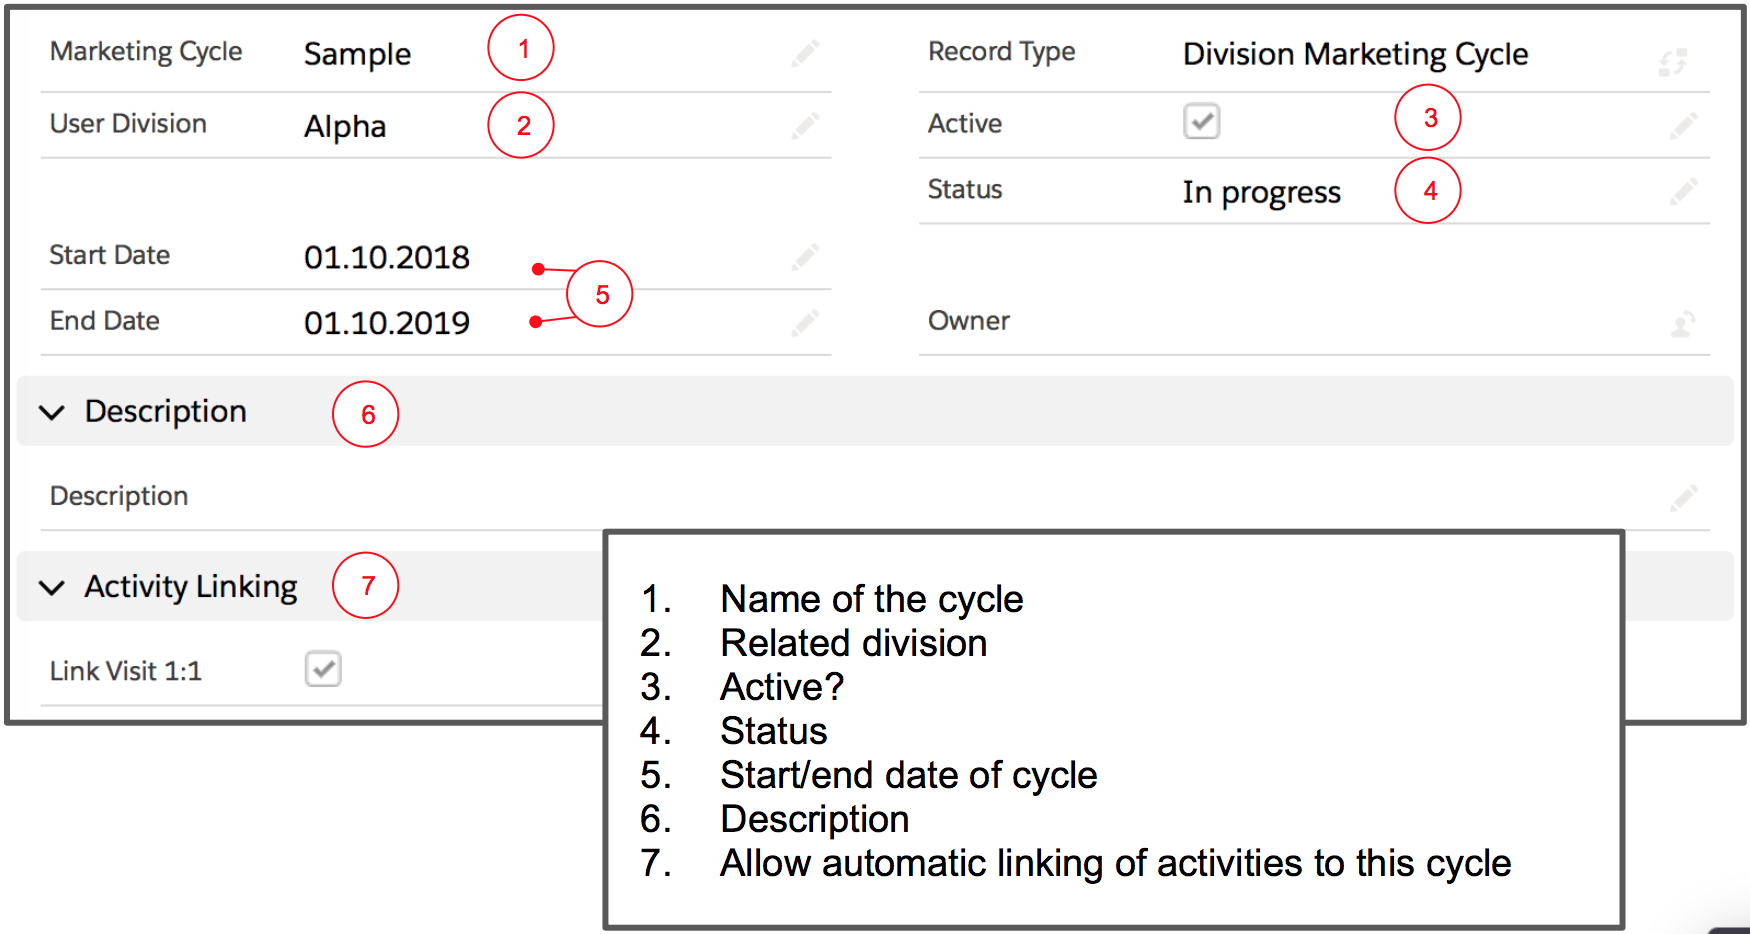 Marketing Cycle Sample 1
Record Type Division Marketing Cycle
User Division Alpha 2
Active 3
Status In progress 4
Start Date 01.10.2018
5
End Date 01.10.2019
Owner
Description 6
Description
Activity Linking 7
Link Visit 1:1
1. Name of the cycle
2. Related division
3. Active?
4. Status
5. Start/end date of cycle
6. Description
7. Allow automatic linking of activities to this cycle